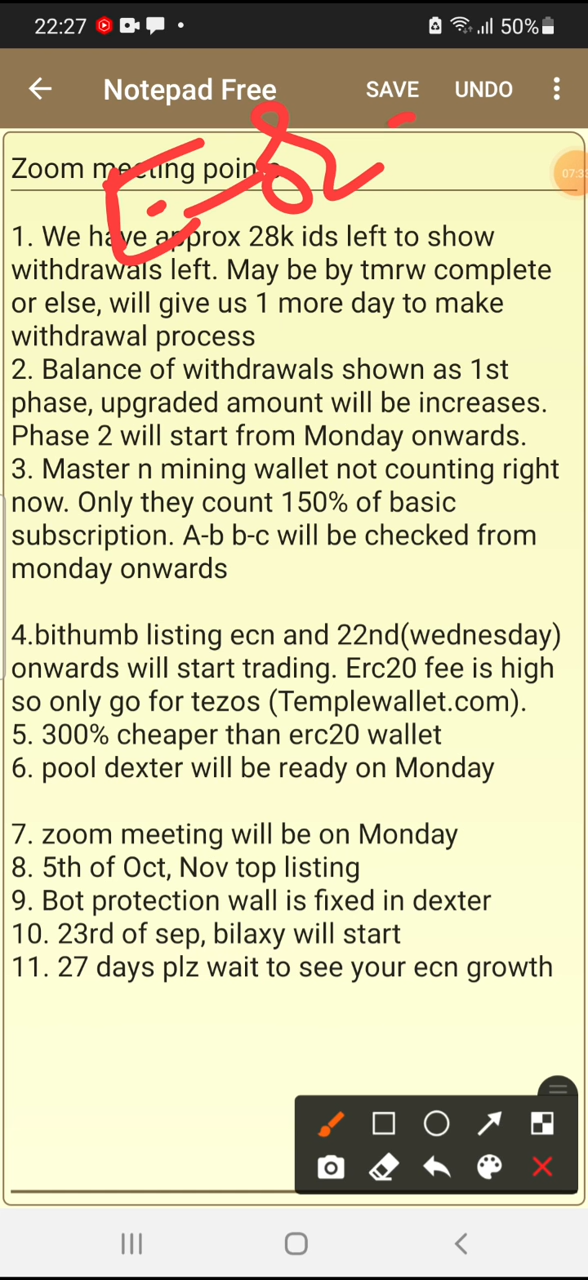 22:27 50%
Notepad Free SAVE UNDO
Zoom meeting points
07:3
1. We have approx 28k ids left to show
withdrawals left. May be by tmrw complete
or else, will give us 1 more day to make
withdrawal process
2. Balance of withdrawals shown as 1st
phase, upgraded amount will be increases.
Phase 2 will start from Monday onwards.
3. Master n mining wallet not counting right
now. Only they count 150% of basic
subscription. A-b b-c will be checked from
monday onwards
4.bithumb listing ecn and 22nd(wednesday)
onwards will start trading. Erc20 fee is high
so only go for tezos (Templewallet.com).
5. 300% cheaper than erc20 wallet
6. pool dexter will be ready on Monday
7. zoom meeting will be on Monday
8. 5th of Oct, Nov top listing
9. Bot protection wall is fixed in dexter
10. 23rd of sep, bilaxy will start
11. 27 days plz wait to see your ecn growth